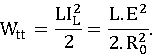 W_tt = LI_L^2/2 = L.E^2/2.R_0^2.